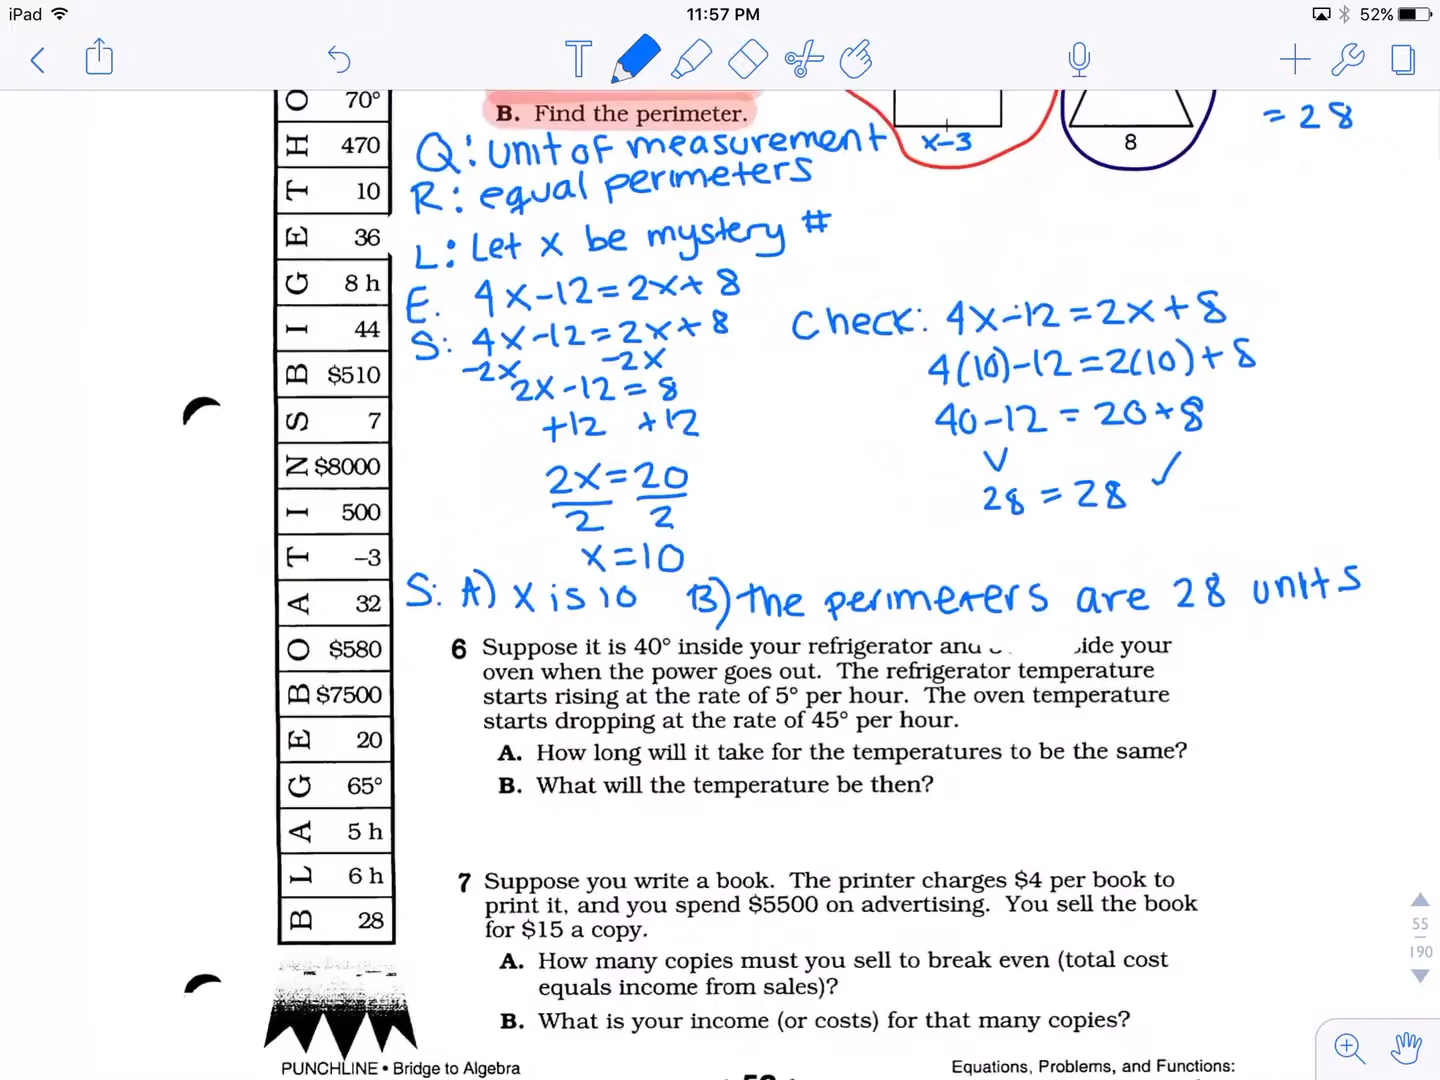 iPad
11:57 PM
52%
T
O 70°
H 470
T 10
E 36
G 8 h
I 44
B $510
S 7
N $8000
I 500
T –3
A 32
O $580
B $7500
E 20
G 65°
A 5 h
L 6 h
B 28
B. Find the perimeter.
x-3
8
= 28
Q: unit of measurement
R: equal perimeters
L: Let x be mystery #
E. 4x-12=2x+8
S: 4x-12=2x+8
-2x -2x
2x-12=8
+12 +12
2x=20
2 2
x=10
Check: 4x-12=2x+8
4(10)-12=2(10)+8
40-12=20+8
28=28 ✓
S: A) x is 10 B) the perimeters are 28 units
6 Suppose it is 40° inside your refrigerator and ide your
oven when the power goes out. The refrigerator temperature
starts rising at the rate of 5° per hour. The oven temperature
starts dropping at the rate of 45° per hour.
A. How long will it take for the temperatures to be the same?
B. What will the temperature be then?
7 Suppose you write a book. The printer charges $4 per book to
print it, and you spend $5500 on advertising. You sell the book
for $15 a copy.
A. How many copies must you sell to break even (total cost
equals income from sales)?
B. What is your income (or costs) for that many copies?
55
190
PUNCHLINE • Bridge to Algebra
Equations, Problems, and Functions: